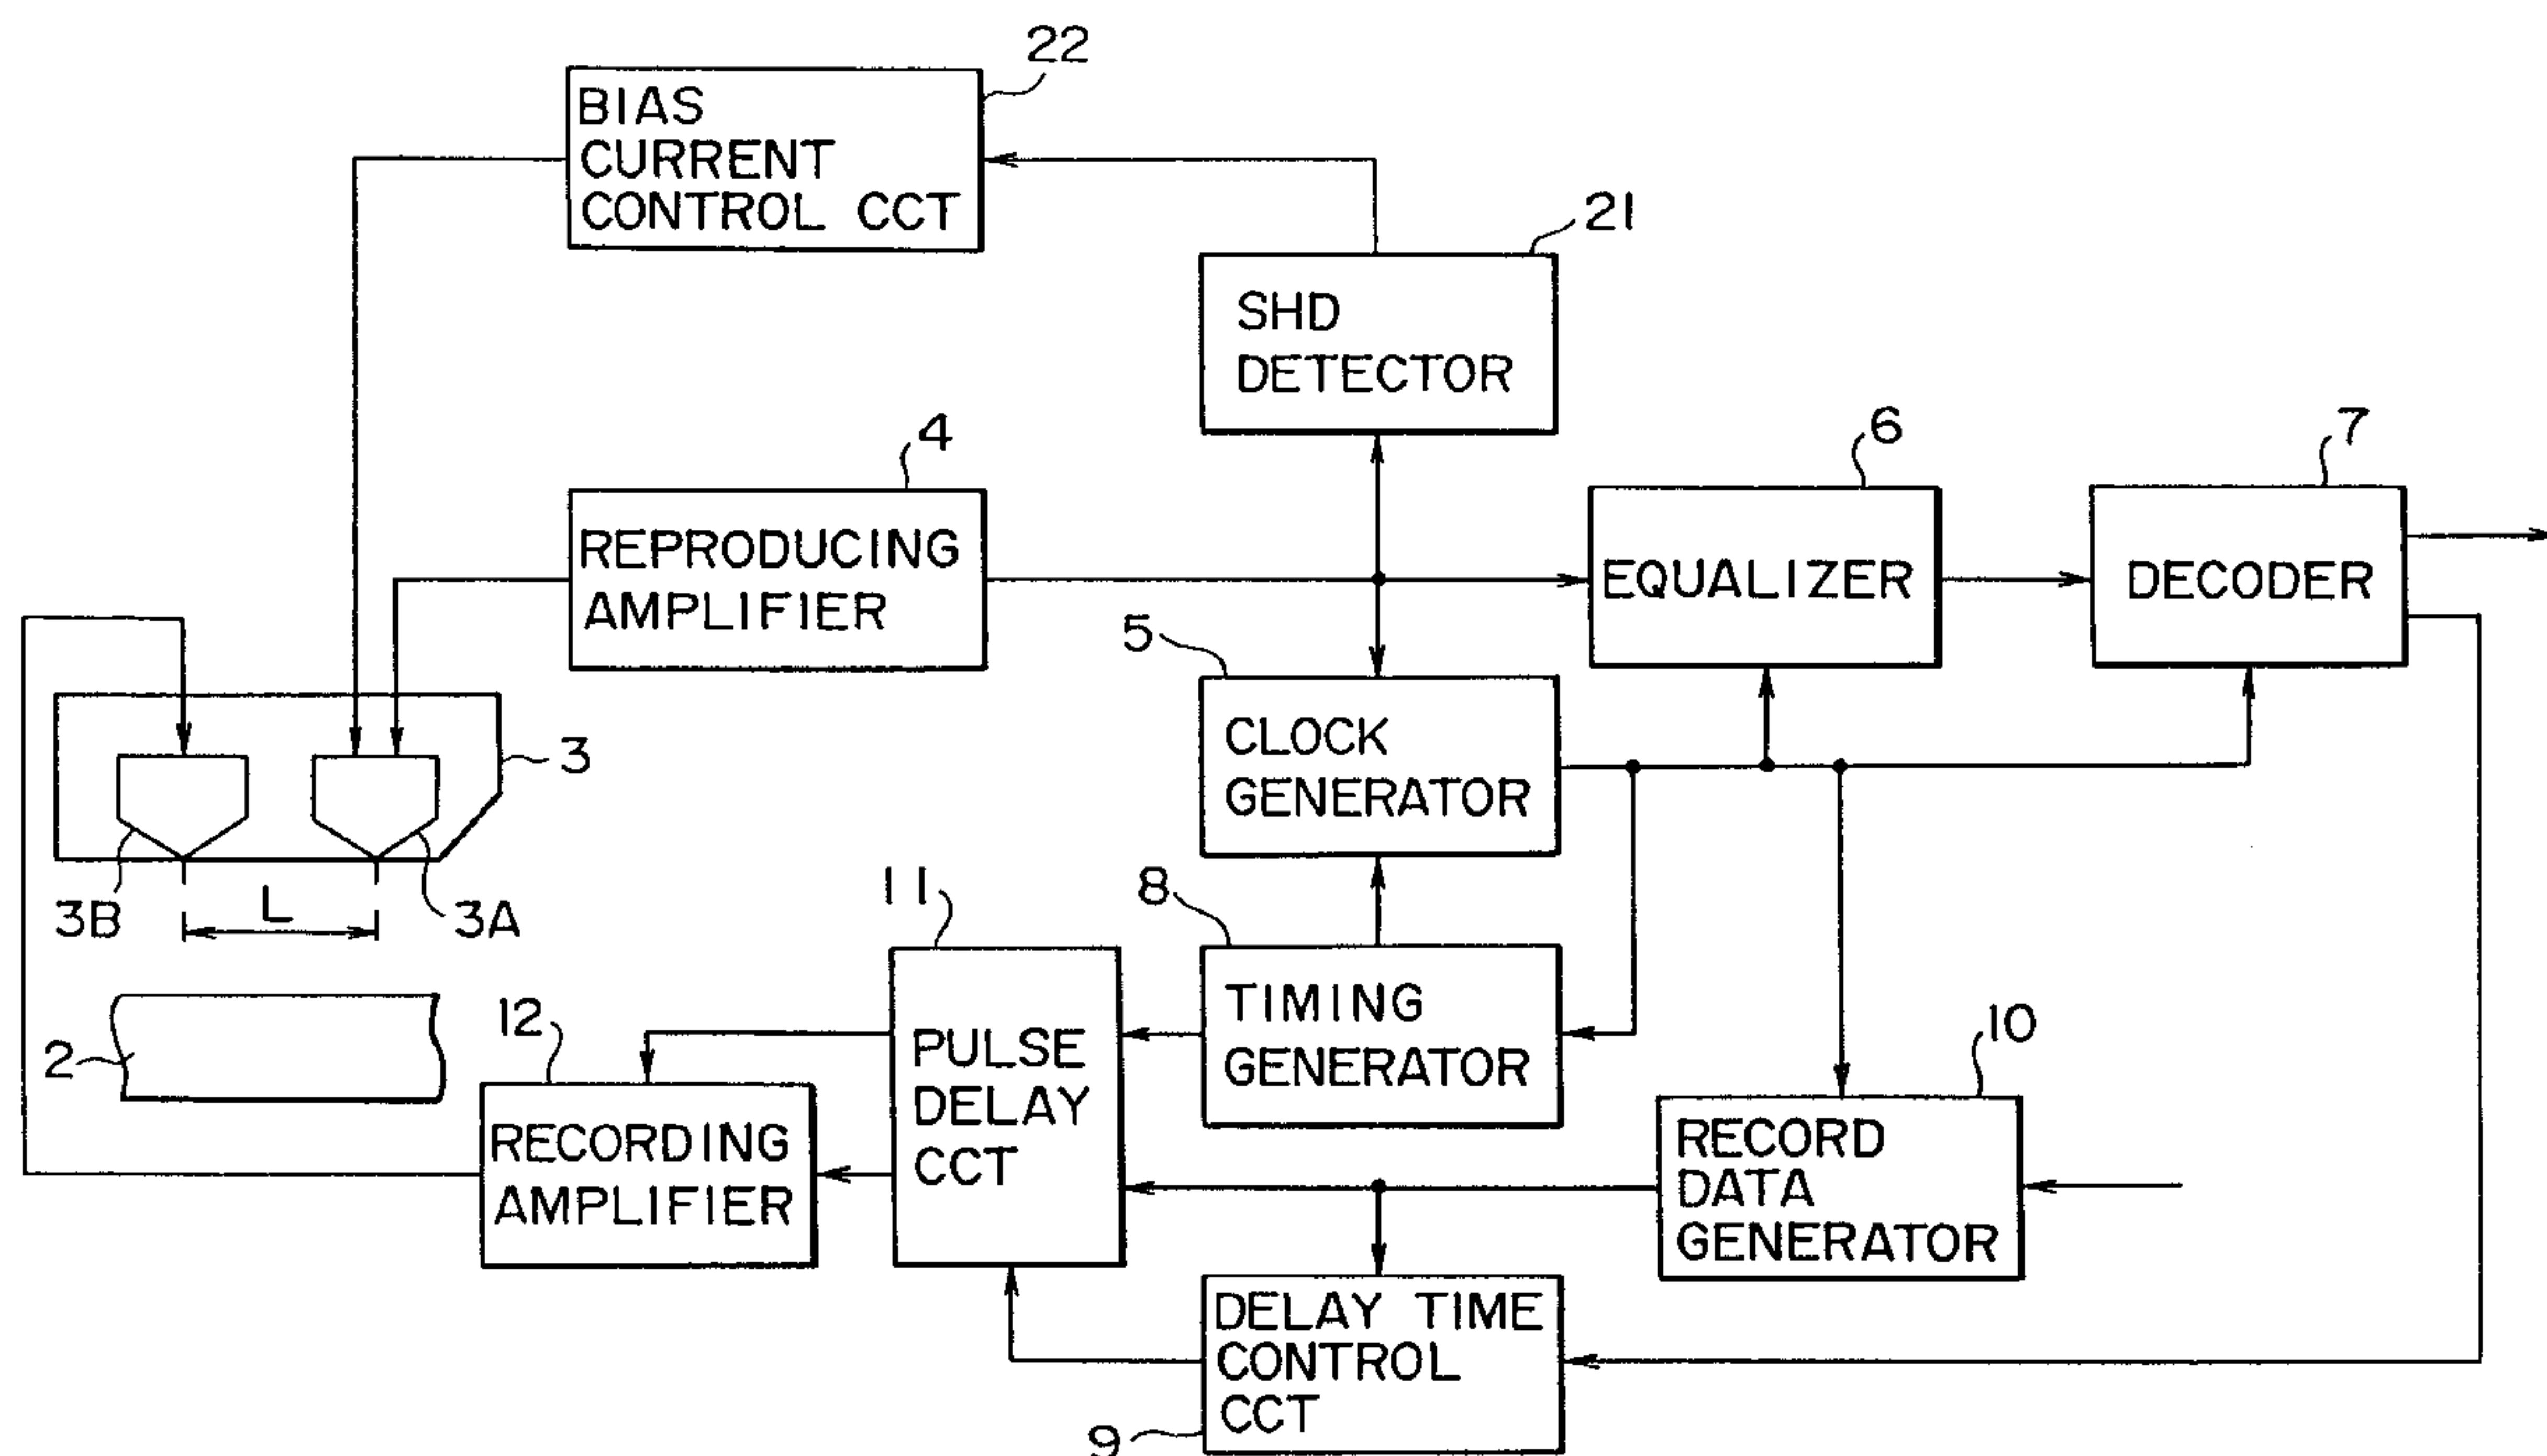 22
BIAS
CURRENT
CONTROL CCT
21
SHD
DETECTOR
4
6
7
REPRODUCING
AMPLIFIER
EQUALIZER
DECODER
5
3
CLOCK
GENERATOR
3B
L
3A
11
8
12
TIMING
GENERATOR
10
2
PULSE
DELAY
CCT
RECORDING
AMPLIFIER
RECORD
DATA
GENERATOR
DELAY TIME
CONTROL
CCT
9